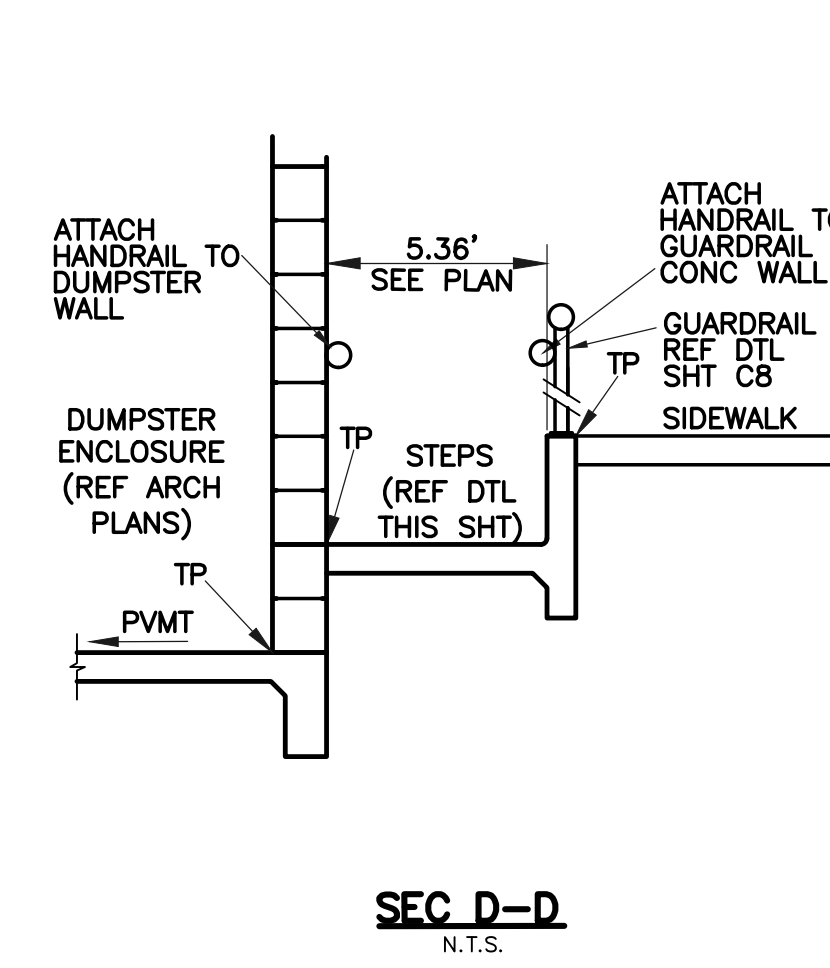 ATTACH
HANDRAIL TO
DUMPSTER
WALL
5.36'
SEE PLAN
ATTACH
HANDRAIL TO
GUARDRAIL
CONC WALL
GUARDRAIL
REF DTL
SHT C8
TP
SIDEWALK
DUMPSTER
ENCLOSURE
(REF ARCH
PLANS)
TP
STEPS
(REF DTL
THIS SHT)
TP
PVMT
SEC D-D
N.T.S.